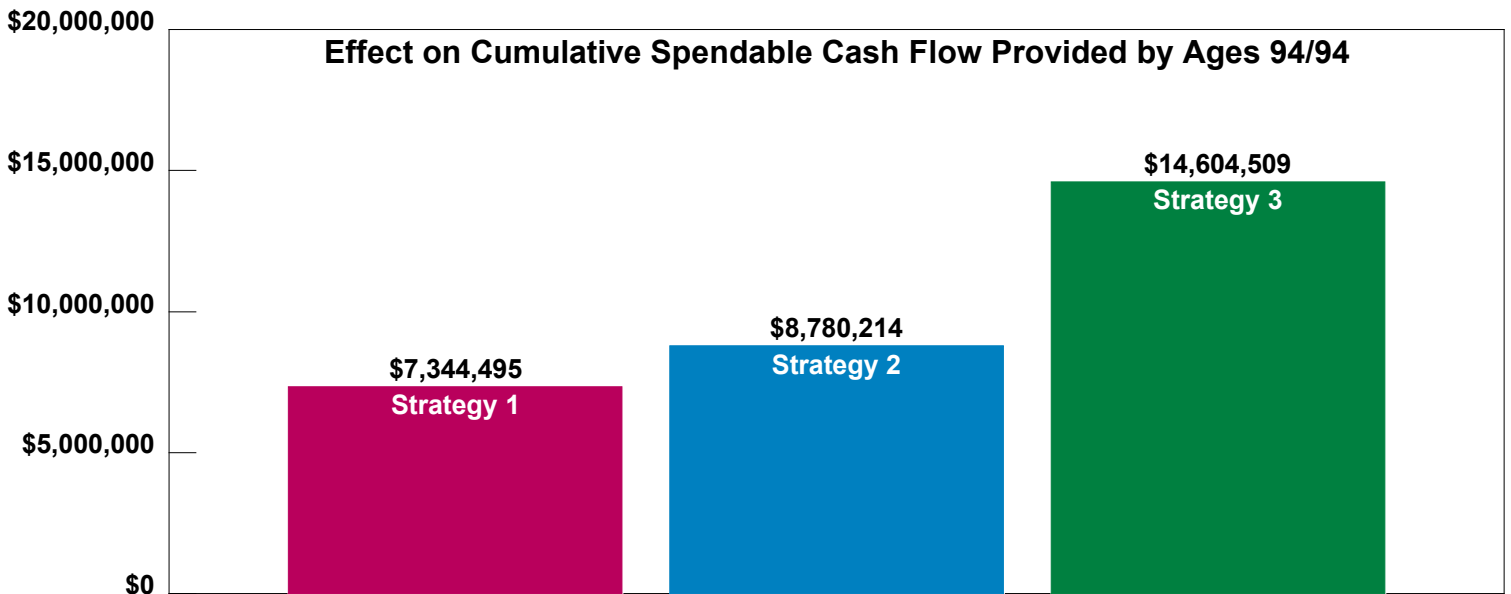 Effect on Cumulative Spendable Cash Flow Provided by Ages 94/94
$20,000,000
$15,000,000
$10,000,000
$5,000,000
$0
$7,344,495
Strategy 1
$8,780,214
Strategy 2
$14,604,509
Strategy 3